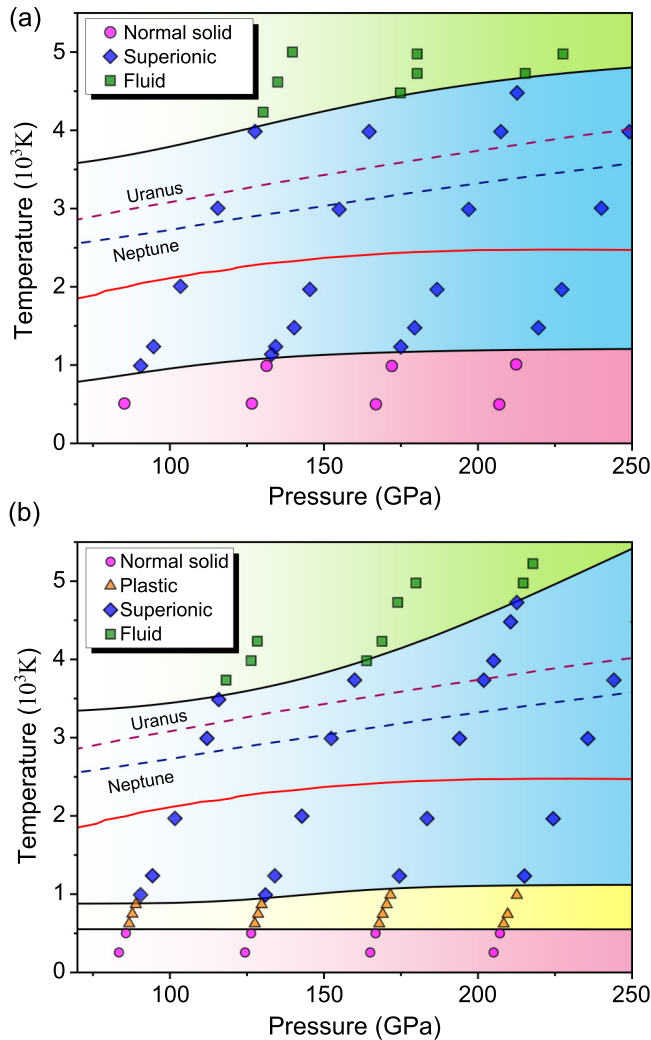 (a)
Normal solid
Superionic
Fluid
Uranus
Neptune
5
4
3
2
1
0
Temperature (10³K)
100
150
200
250
Pressure (GPa)
(b)
Normal solid
Plastic
Superionic
Fluid
Uranus
Neptune
5
4
3
2
1
0
Temperature (10³K)
100
150
200
250
Pressure (GPa)